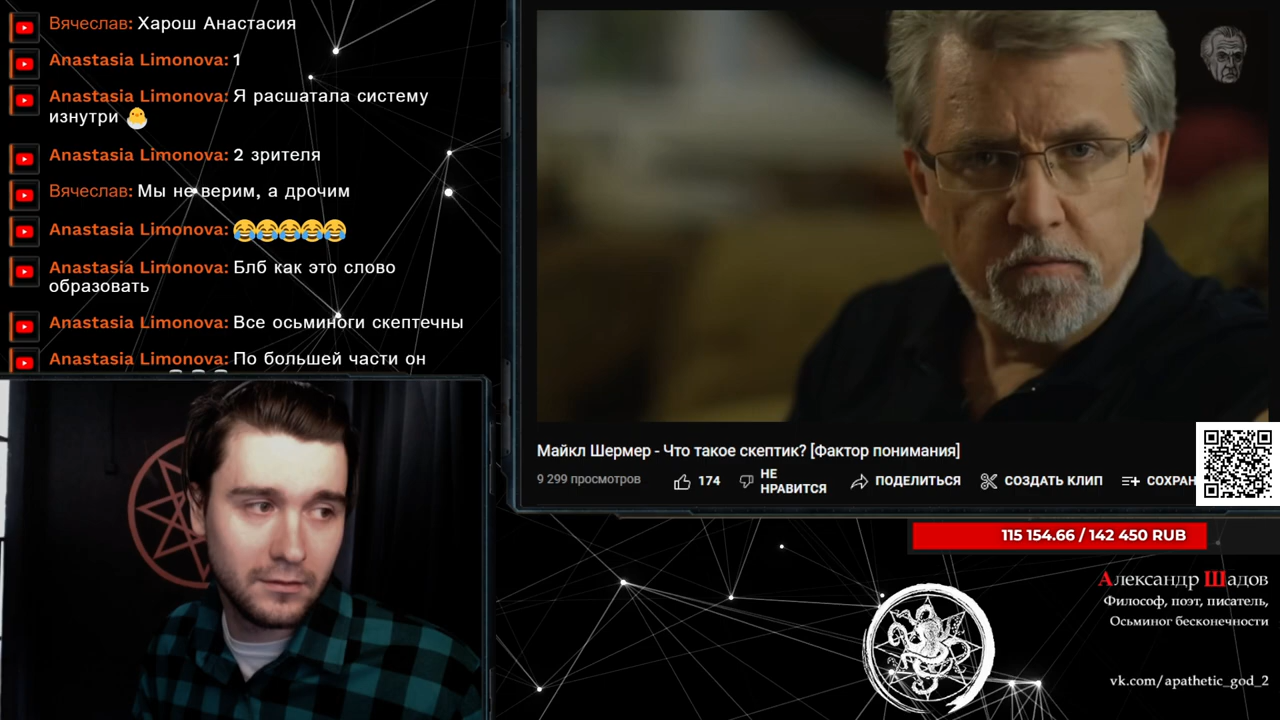 Вячеслав: Харош Анастасия
Anastasia Limonova: 1
Anastasia Limonova: Я расшатала систему
изнутри 🐣
Anastasia Limonova: 2 зрителя
Вячеслав: Мы не верим, а дрочим
Anastasia Limonova: 😂😂😂😂😂
Anastasia Limonova: Блб как это слово
образовать
Anastasia Limonova: Все осьминоги скептечны
Anastasia Limonova: По большей части он
Майкл Шермер - Что такое скептик? [Фактор понимания]
9 299 просмотров
174
НЕ
НРАВИТСЯ
ПОДЕЛИТЬСЯ
СОЗДАТЬ КЛИП
СОХРАН
115 154.66 / 142 450 RUB
Александр Шадов
Философ, поэт, писатель,
Осьминог бесконечности
vk.com/apathetic_god_2